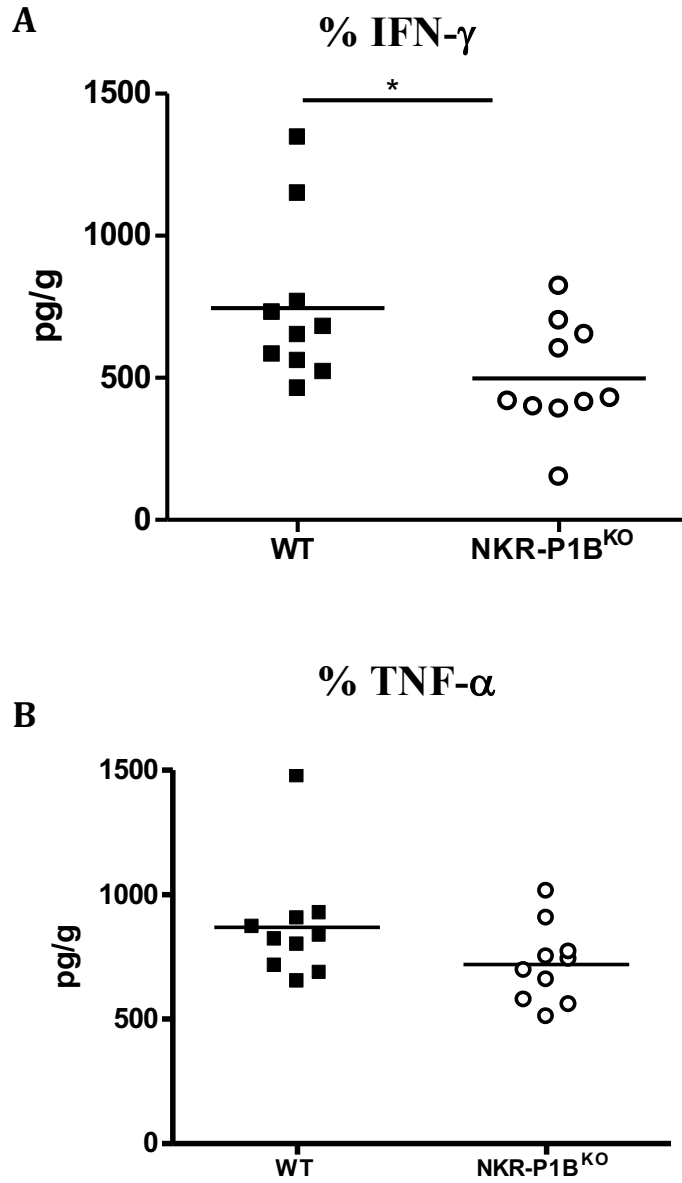 A
% IFN-γ
*
1500
1000
500
0
pg/g
WT NKR-P1B^KO
% TNF-α
B
1500
1000
500
0
pg/g
WT NKR-P1B^KO